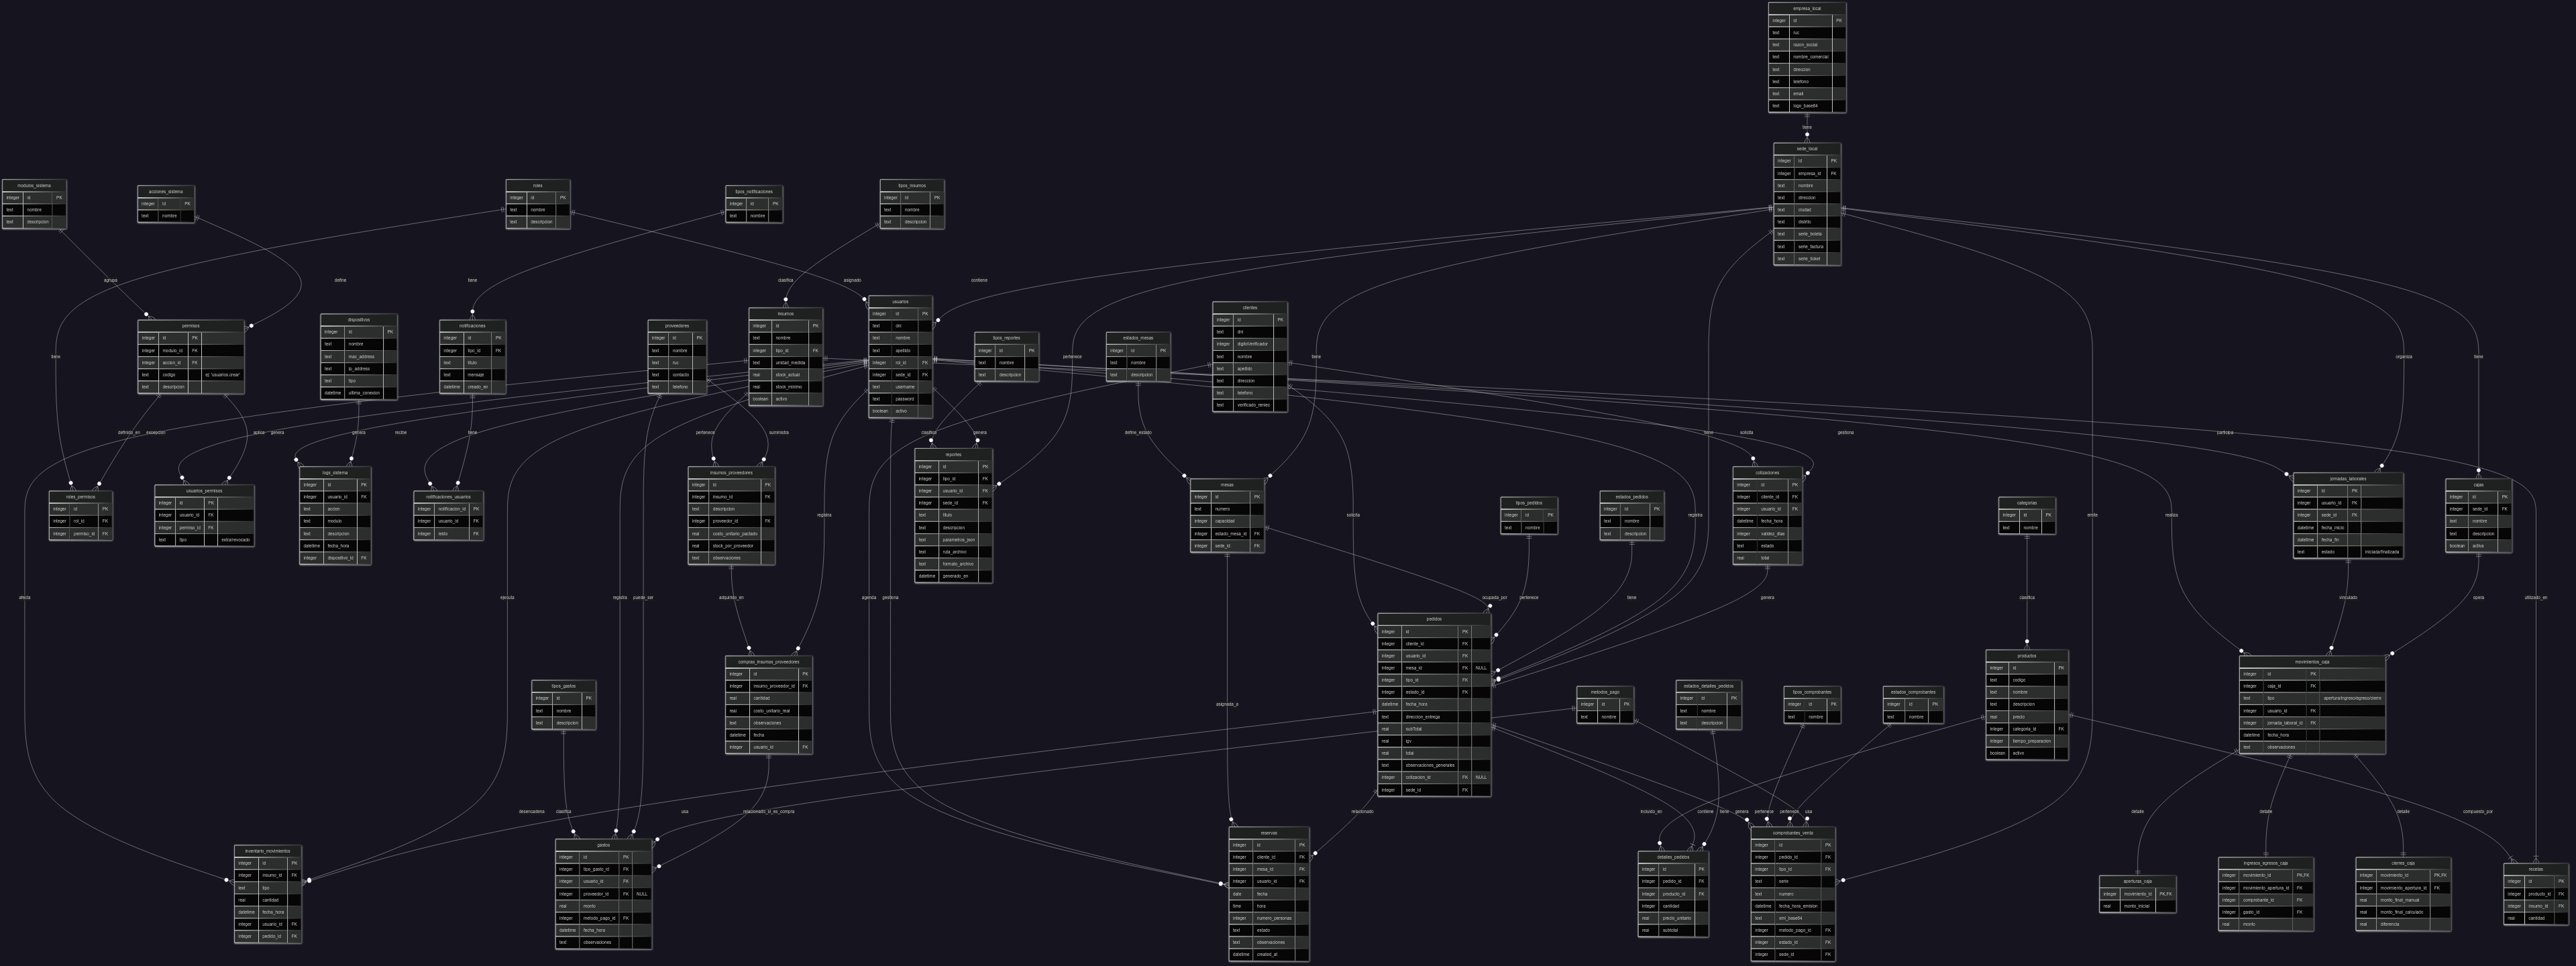 empresa_local
integer id PK
text ruc
text razon_social
text nombre_comercial
text direccion
text telefono
text email
text logo_base64
tiene
sede_local
integer id PK
integer empresa_id FK
text nombre
text direccion
text ciudad
text distrito
text serie_boleta
text serie_factura
text serie_ticket
modulos_sistema
integer id PK
text nombre
text descripcion
acciones_sistema
integer id PK
text nombre
roles
integer id PK
text nombre
text descripcion
tipos_notificaciones
integer id PK
text nombre
tipos_insumos
integer id PK
text nombre
text descripcion
agrupa
define
tiene
clasifica
asignado
contiene
permisos
integer id PK
integer modulo_id FK
integer accion_id FK
text codigo ej. "usuarios.crear"
text descripcion
dispositivos
integer id PK
text nombre
text mac_address
text ip_address
text tipo
datetime ultima_conexion
notificaciones
integer id PK
integer tipo_id FK
text titulo
text mensaje
datetime creado_en
proveedores
integer id PK
text nombre
text ruc
text contacto
text telefono
insumos
integer id PK
text nombre
integer tipo_id FK
text unidad_medida
real stock_actual
real stock_minimo
boolean activo
usuarios
integer id PK
text dni
text nombre
text apellido
integer rol_id FK
integer sede_id FK
text username
text password
boolean activo
tipos_reportes
integer id PK
text nombre
text descripcion
estados_mesas
integer id PK
text nombre
text descripcion
clientes
integer id PK
text dni
integer digitoVerificador
text nombre
text apellido
text direccion
text telefono
text verificado_reniec
tiene
pertenece
tiene
organiza
tiene
definido_en
excepcion
aplica
genera
genera
recibe
tiene
pertenece
suministra
clasifica
genera
define_estado
tiene
solicita
gestiona
participa
roles_permisos
integer id PK
integer rol_id FK
integer permiso_id FK
usuarios_permisos
integer id PK
integer usuario_id FK
integer permiso_id FK
text tipo extra/revocado
logs_sistema
integer id PK
integer usuario_id FK
text accion
text modulo
text descripcion
datetime fecha_hora
integer dispositivo_id FK
notificaciones_usuarios
integer notificacion_id PK
integer usuario_id FK
integer leido FK
insumos_proveedores
integer id PK
integer insumo_id FK
text descripcion
integer proveedor_id FK
real costo_unitario_pactado
real stock_por_proveedor
text observaciones
registra
reportes
integer id PK
integer tipo_id FK
integer usuario_id FK
integer sede_id FK
text titulo
text descripcion
text parametros_json
text ruta_archivo
text formato_archivo
datetime generado_en
mesas
integer id PK
text numero
integer capacidad
integer estado_mesa_id FK
integer sede_id FK
solicita
tipos_pedidos
integer id PK
text nombre
estados_pedidos
integer id PK
text nombre
text descripcion
registra
cotizaciones
integer id PK
integer cliente_id FK
integer usuario_id FK
datetime fecha_hora
integer validez_dias
text estado
real total
categorias
integer id PK
text nombre
realiza
emite
jornadas_laborales
integer id PK
integer usuario_id FK
integer sede_id FK
datetime fecha_inicio
datetime fecha_fin
text estado iniciada/finalizada
cajas
integer id PK
integer sede_id FK
text nombre
text descripcion
boolean activa
afecta
ejecuta
registra
puede_ser
adquirido_en
agenda
gestiona
ocupada_por
pertenece
tiene
genera
clasifica
vinculado
opera
utilizado_en
pedidos
integer id PK
integer cliente_id FK
integer usuario_id FK
integer mesa_id FK NULL
integer tipo_id FK
integer estado_id FK
datetime fecha_hora
text direccion_entrega
real subTotal
real igv
real total
text observaciones_generales
integer cotizacion_id FK NULL
integer sede_id FK
compras_insumos_proveedores
integer id PK
integer insumo_proveedor_id FK
real cantidad
real costo_unitario_real
text observaciones
date fecha
integer usuario_id FK
tipos_gastos
integer id PK
text nombre
text descripcion
asignada_a
metodos_pago
integer id PK
text nombre
estados_detalles_pedidos
integer id PK
text nombre
text descripcion
tipos_comprobantes
integer id PK
text nombre
estados_comprobantes
integer id PK
text nombre
productos
integer id PK
text codigo
text nombre
text descripcion
real precio
integer categoria_id FK
integer tiempo_preparacion
boolean activo
movimientos_caja
integer id PK
integer caja_id FK
text tipo apertura/ingreso/egreso/cierre
integer usuario_id FK
integer jornada_laboral_id FK
datetime fecha_hora
text observaciones
desencadena
clasifica
usa
relacionado_si_es_compra
relacionado
incluido_en
contiene
tiene
genera
pertenece
pertenece
usa
detalle
detalle
detalle
compuesto_por
inventario_movimientos
integer id PK
integer insumo_id FK
text tipo
real cantidad
datetime fecha_hora
integer usuario_id FK
integer pedido_id FK
gastos
integer id PK
integer tipo_gasto_id FK
integer usuario_id FK
integer proveedor_id FK NULL
real monto
integer metodo_pago_id FK
datetime fecha_hora
text observaciones
reservas
integer id PK
integer cliente_id FK
integer mesa_id FK
integer usuario_id FK
date fecha
time hora
integer numero_personas
text estado
text observaciones
datetime created_at
detalles_pedidos
integer id PK
integer pedido_id FK
integer producto_id FK
integer cantidad
real precio_unitario
real subtotal
comprobantes_venta
integer id PK
integer pedido_id FK
integer tipo_id FK
text serie
text numero
datetime fecha_hora_emision
text xml_base64
integer metodo_pago_id FK
integer estado_id FK
integer sede_id FK
aperturas_caja
integer movimiento_id PK,FK
real monto_inicial
ingresos_egresos_caja
integer movimiento_id PK,FK
integer movimiento_apertura_id FK
integer comprobante_id FK
integer gasto_id FK
real monto
cierres_caja
integer movimiento_id PK,FK
integer movimiento_apertura_id FK
real monto_final_manual
real monto_final_calculado
real diferencia
recetas
integer id PK
integer producto_id FK
integer insumo_id FK
real cantidad